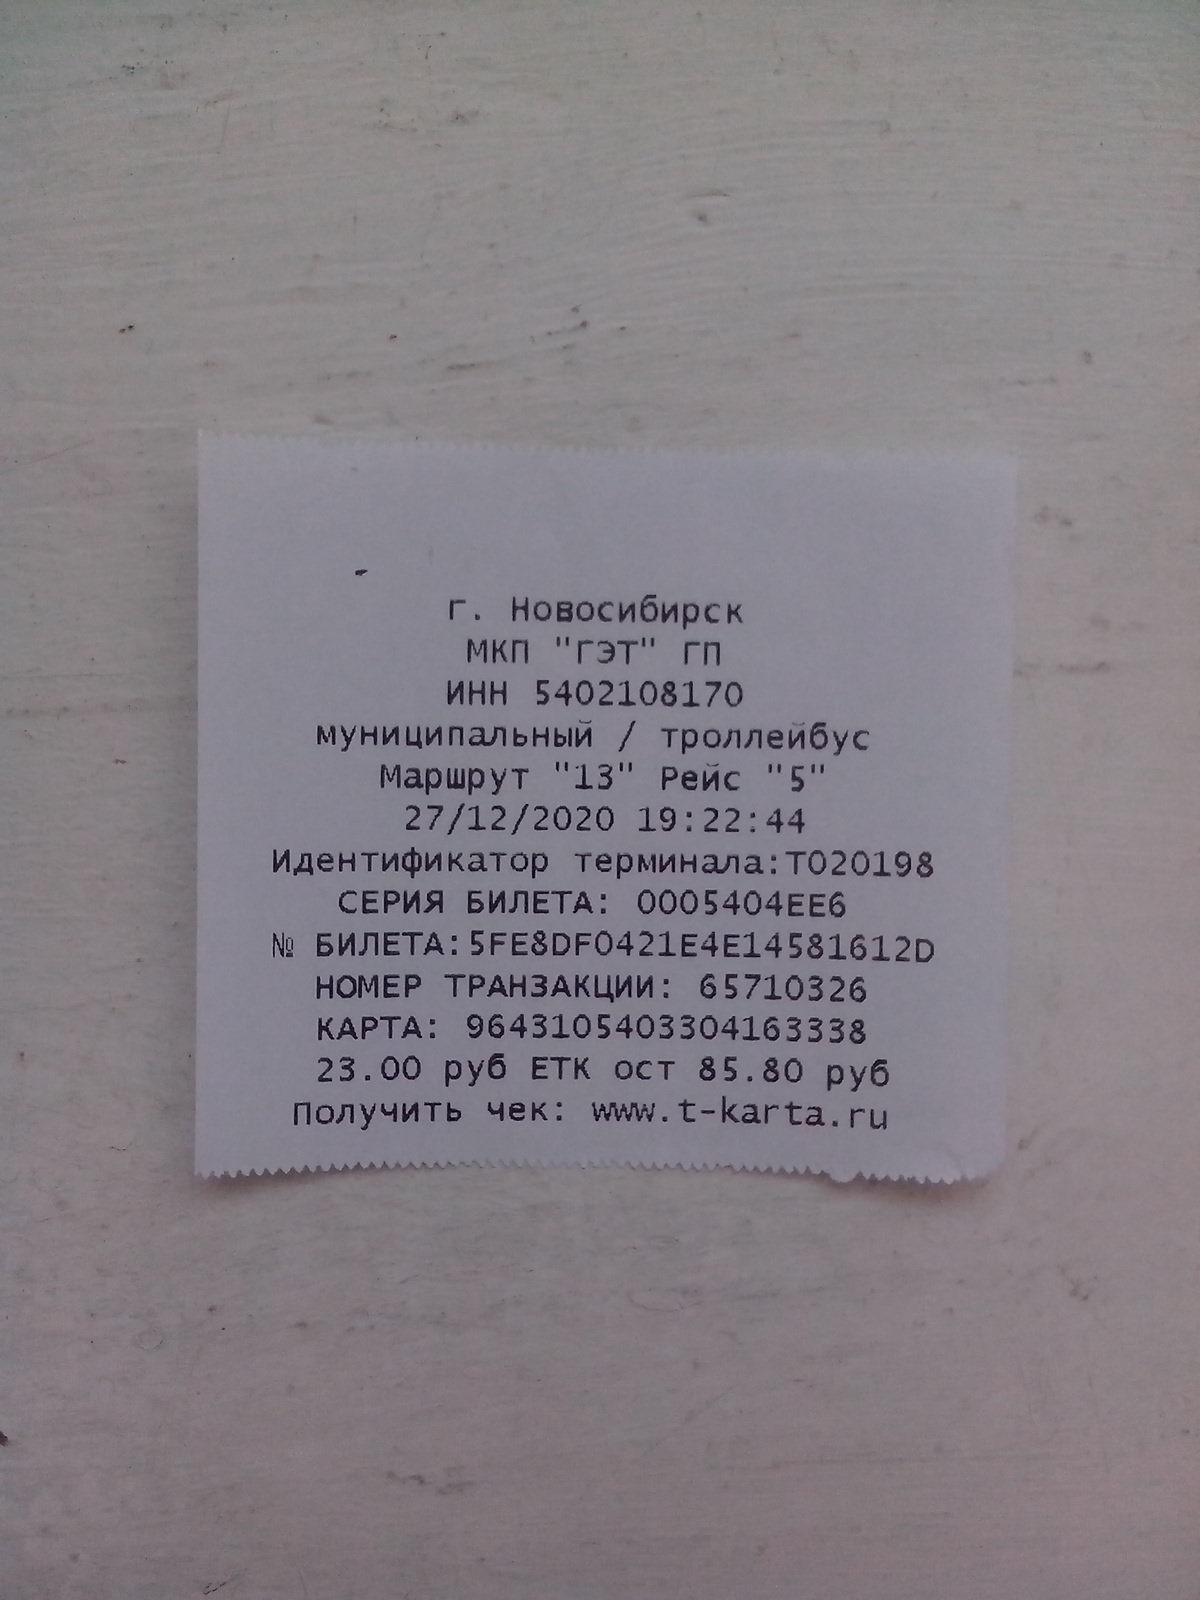 г. Новосибирск
МКП "ГЭТ" ГП
ИНН 5402108170
муниципальный / троллейбус
Маршрут "13" Рейс "5"
27/12/2020 19:22:44
Идентификатор терминала:T020198
СЕРИЯ БИЛЕТА: 0005404EE6
№ БИЛЕТА:5FE8DF0421E4E14581612D
НОМЕР ТРАНЗАКЦИИ: 65710326
КАРТА: 9643105403304163338
23.00 руб ЕТК ост 85.80 руб
Получить чек: www.t-karta.ru